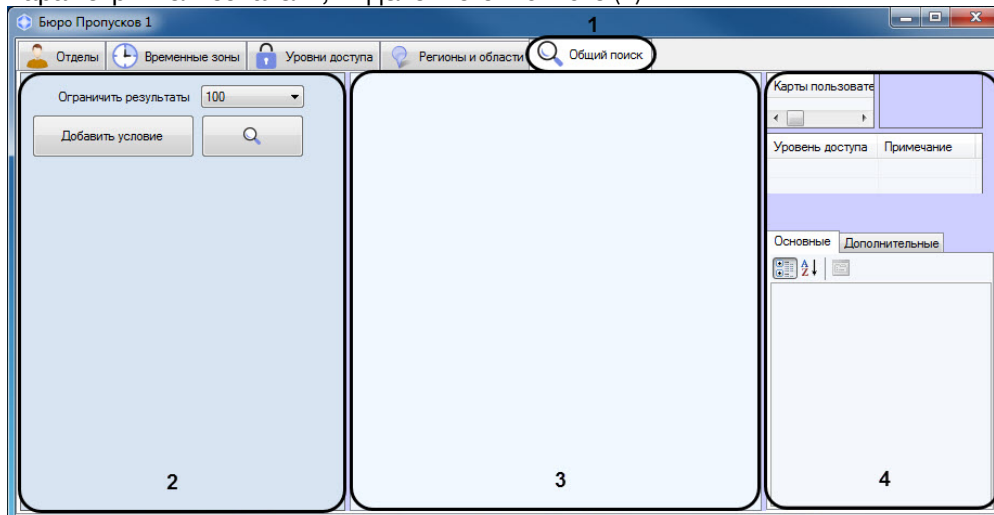 Бюро Пропусков 1
1
Отделы Временные зоны Уровни доступа Регионы и области Общий поиск
Ограничить результаты 100
Добавить условие
Карты пользовате
Уровень доступа Примечание
Основные Дополнительные
2
3
4